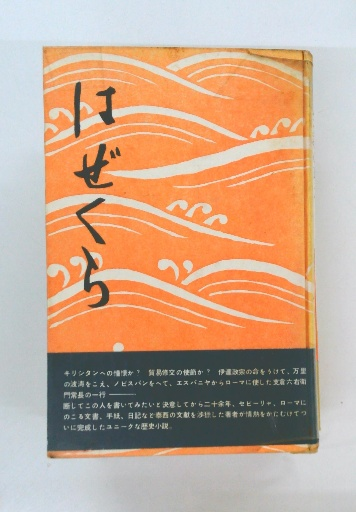 はぜくら
キリシタンへの憧憬か？ 貿易修交の使節か？ 伊達政宗の命をうけて、万里
の波濤をこえ、ノビスパンをへて、エスパニヤからローマに使した支倉六右衛
門常長の一行――
断してこの人を書いてみたいと決意してから二十余年、セビーリャ、ローマに
のこる文書、手紙、日記など泰西の文献を渉猟した著者が情熱をかたむけてつ
いに完成したユニークな歴史小説。